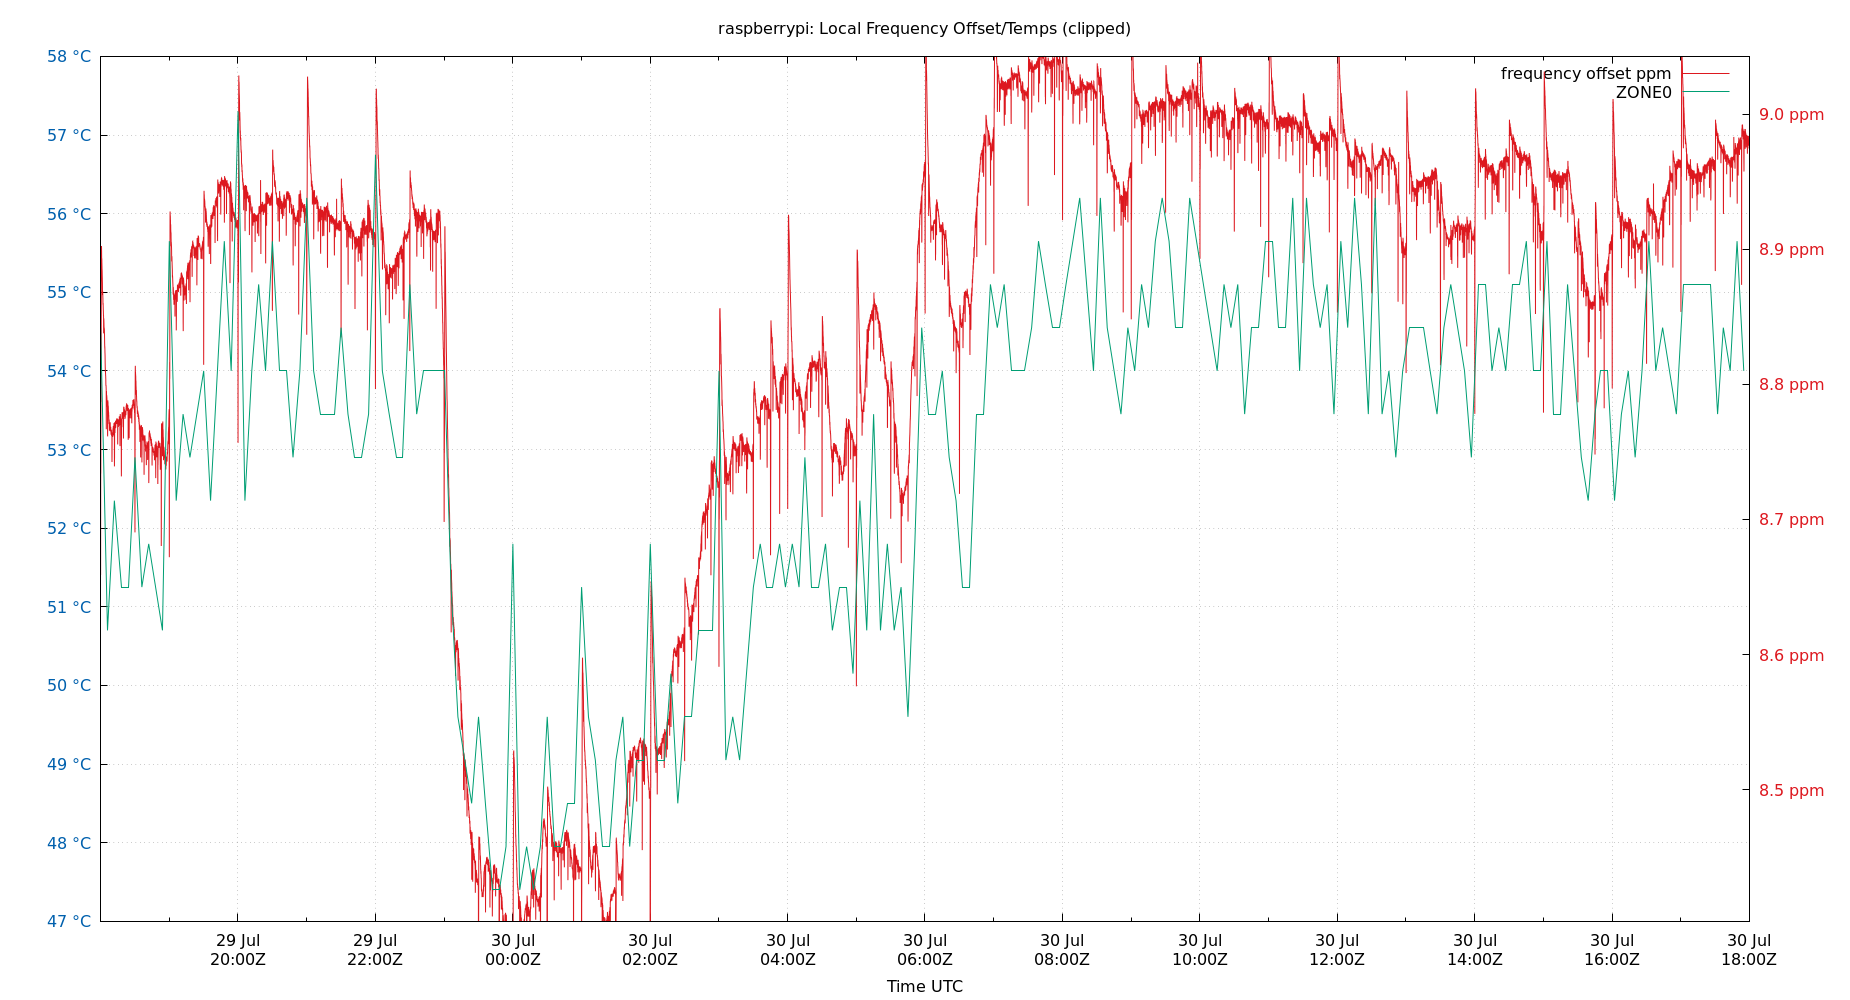 raspberrypi: Local Frequency Offset/Temps (clipped)
58 °C
57 °C
56 °C
55 °C
54 °C
53 °C
52 °C
51 °C
50 °C
49 °C
48 °C
47 °C
frequency offset ppm
ZONE0
9.0 ppm
8.9 ppm
8.8 ppm
8.7 ppm
8.6 ppm
8.5 ppm
29 Jul
20:00Z
29 Jul
22:00Z
30 Jul
00:00Z
30 Jul
02:00Z
30 Jul
04:00Z
30 Jul
06:00Z
30 Jul
08:00Z
30 Jul
10:00Z
30 Jul
12:00Z
30 Jul
14:00Z
30 Jul
16:00Z
30 Jul
18:00Z
Time UTC